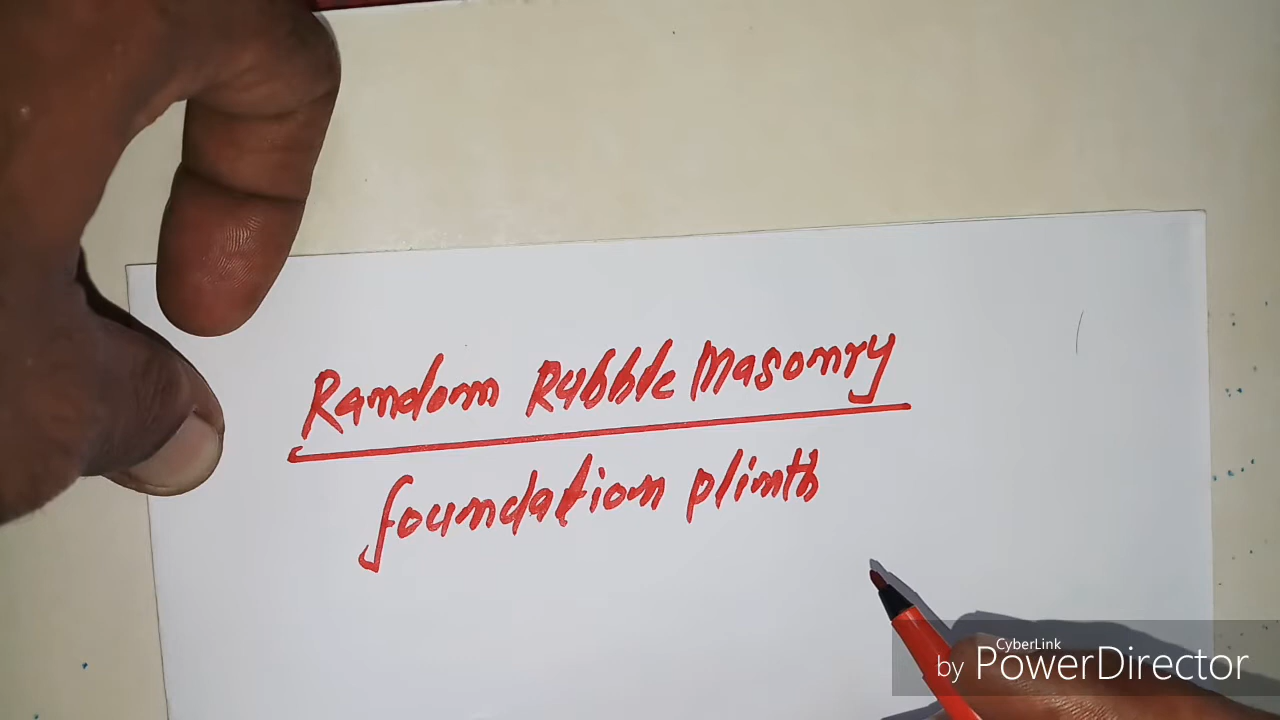 Random Rubble Masonry
foundation plinth
CyberLink
by PowerDirector